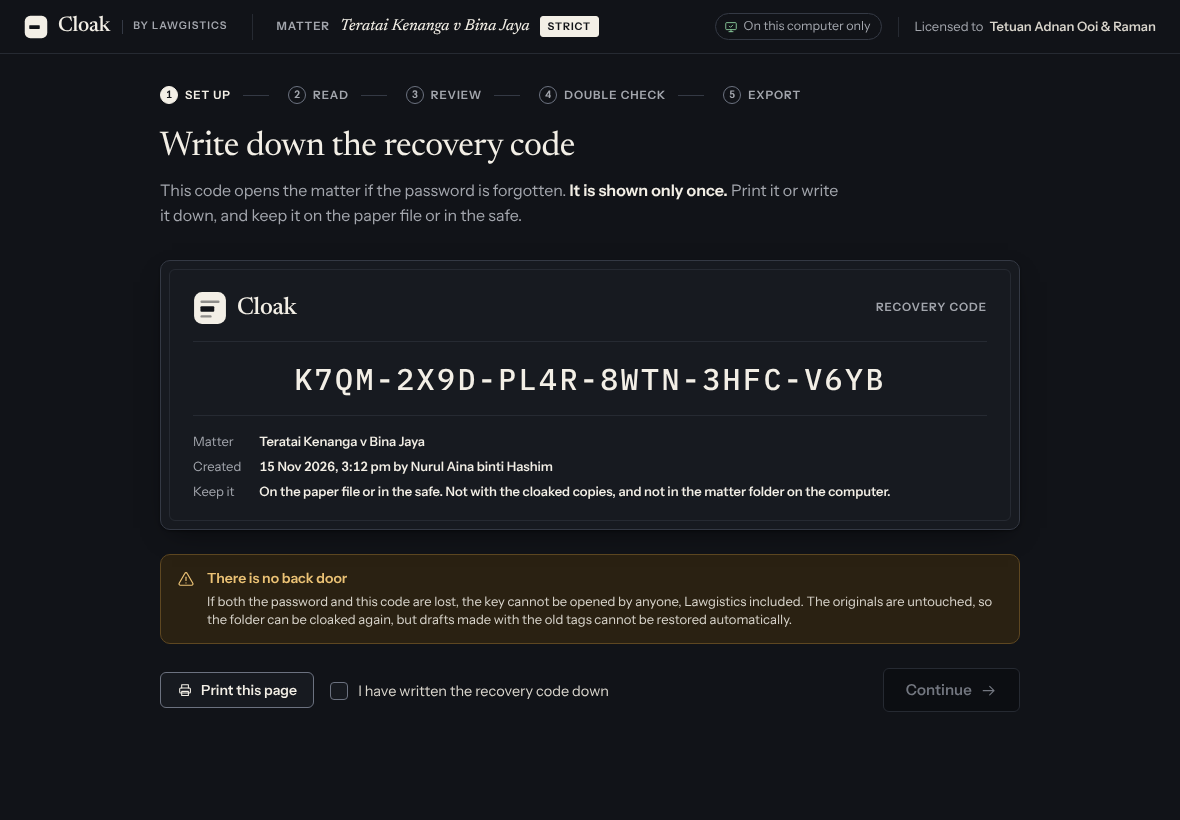 Cloak BY LAWGISTICS MATTER Teratai Kenanga v Bina Jaya STRICT On this computer only Licensed to Tetuan Adnan Ooi & Raman
1 SET UP 2 READ 3 REVIEW 4 DOUBLE CHECK 5 EXPORT
Write down the recovery code
This code opens the matter if the password is forgotten. It is shown only once. Print it or write
it down, and keep it on the paper file or in the safe.
Cloak RECOVERY CODE
K7QM-2X9D-PL4R-8WTN-3HFC-V6YB
Matter Teratai Kenanga v Bina Jaya
Created 15 Nov 2026, 3:12 pm by Nurul Aina binti Hashim
Keep it On the paper file or in the safe. Not with the cloaked copies, and not in the matter folder on the computer.
There is no back door
If both the password and this code are lost, the key cannot be opened by anyone, Lawgistics included. The originals are untouched, so
the folder can be cloaked again, but drafts made with the old tags cannot be restored automatically.
Print this page I have written the recovery code down Continue →